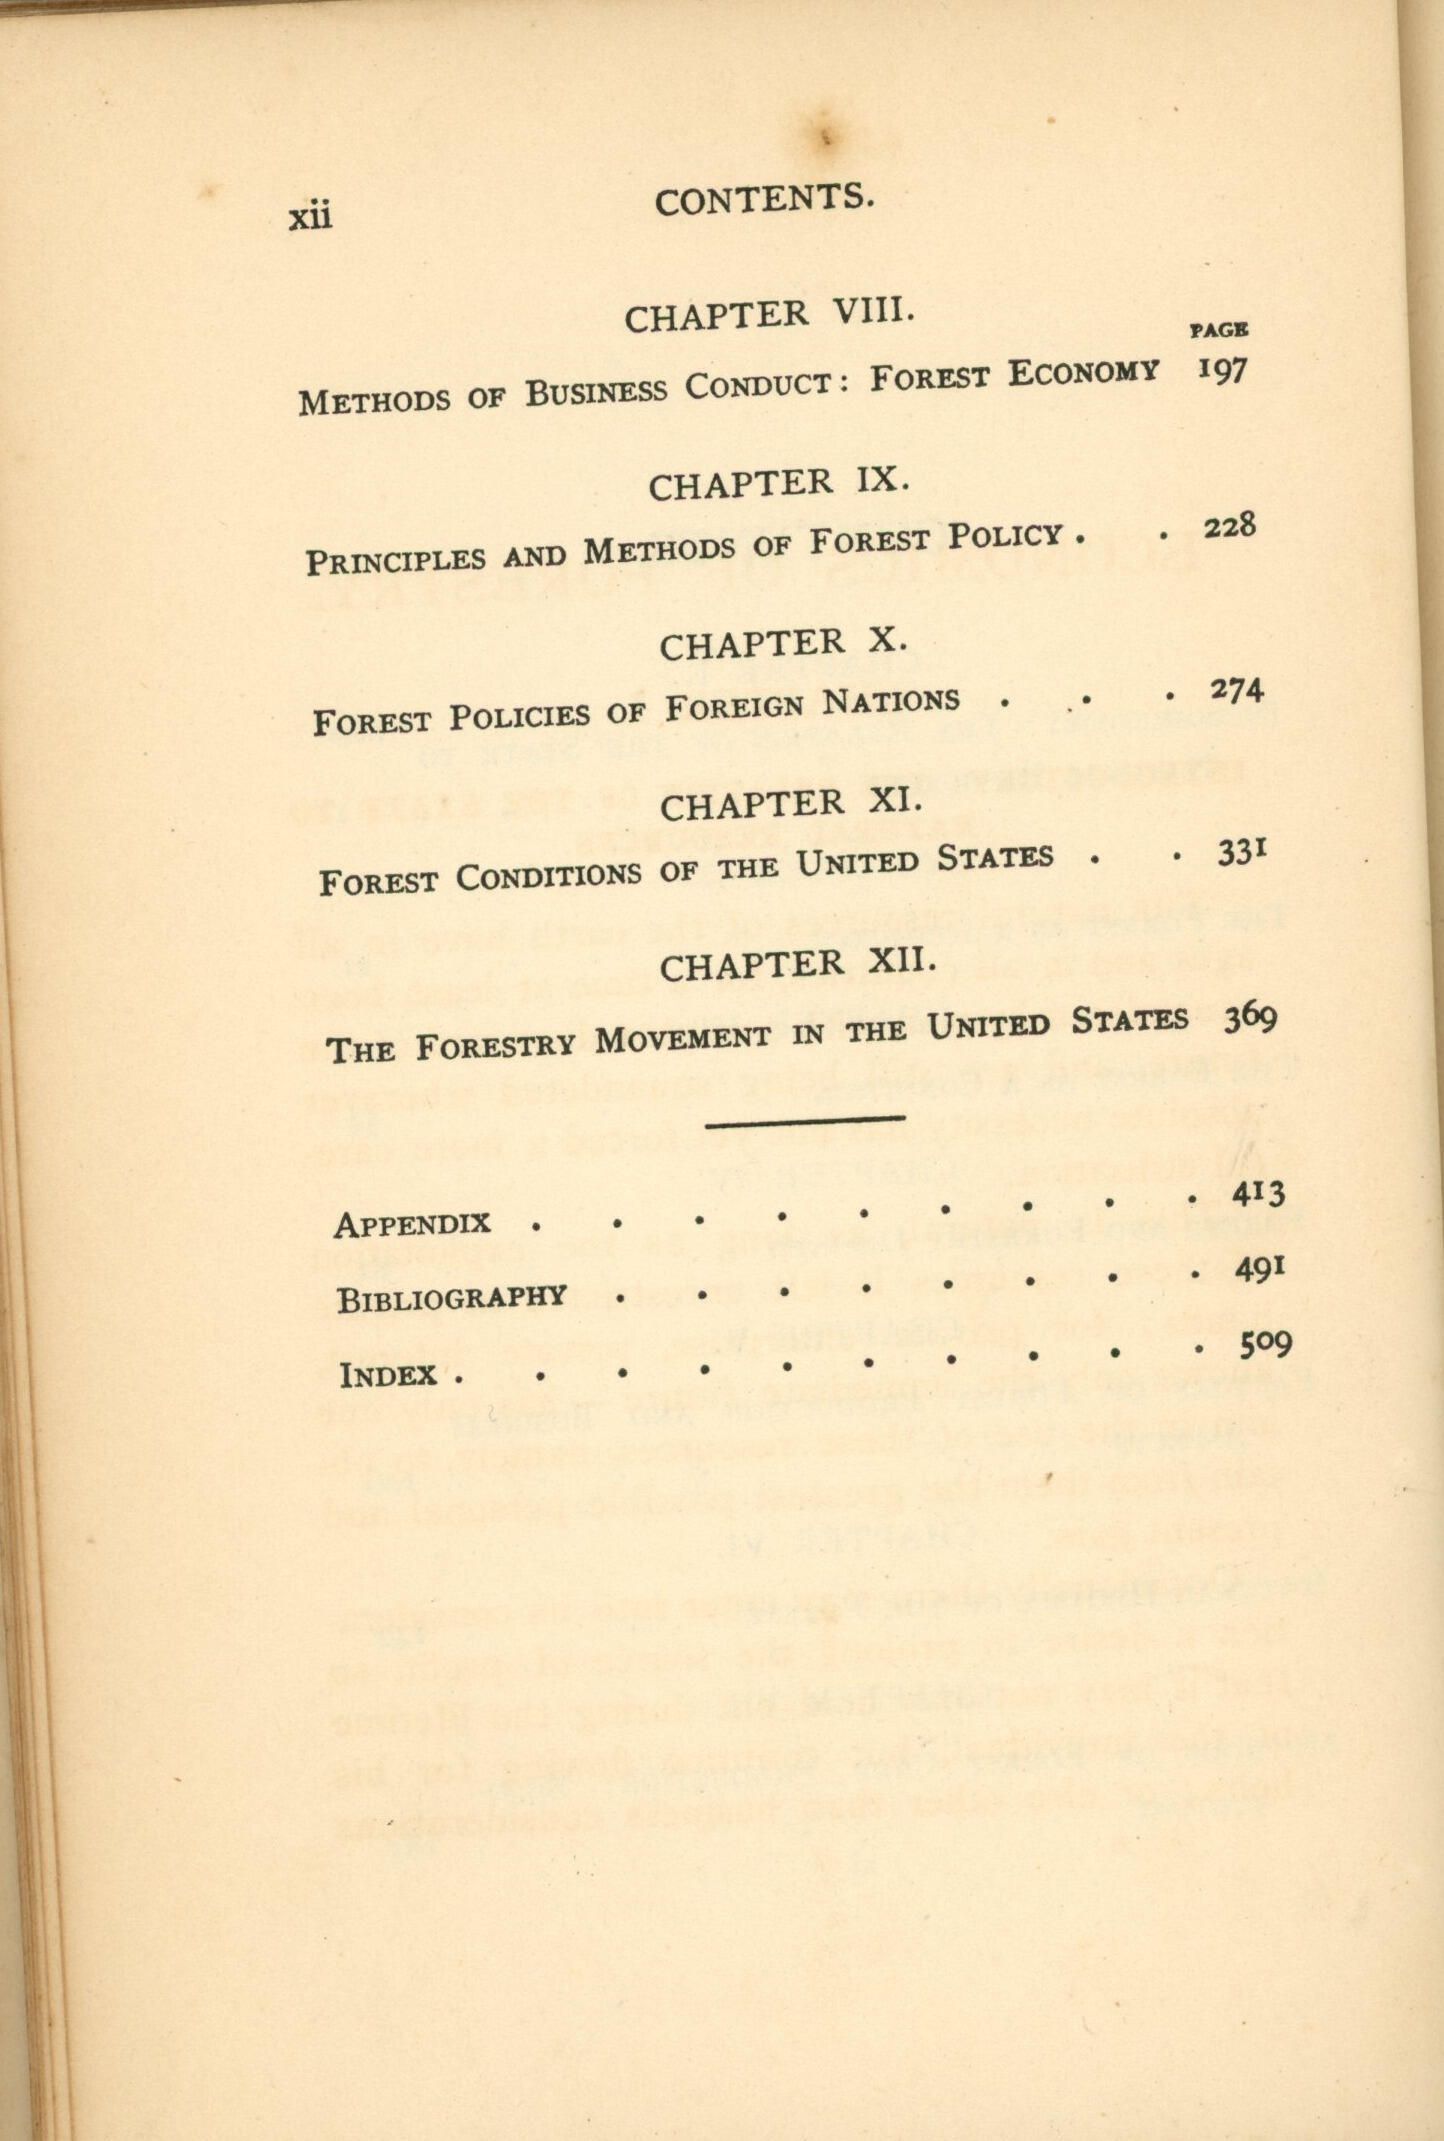 xii CONTENTS.
CHAPTER VIII.
PAGE
METHODS OF BUSINESS CONDUCT: FOREST ECONOMY 197
CHAPTER IX.
PRINCIPLES AND METHODS OF FOREST POLICY . . 228
CHAPTER X.
FOREST POLICIES OF FOREIGN NATIONS . . . 274
CHAPTER XI.
FOREST CONDITIONS OF THE UNITED STATES . . 331
CHAPTER XII.
THE FORESTRY MOVEMENT IN THE UNITED STATES 369
APPENDIX . . . . . . . . . 413
BIBLIOGRAPHY . . . . . . . . 491
INDEX . . . . . . . . . . 509